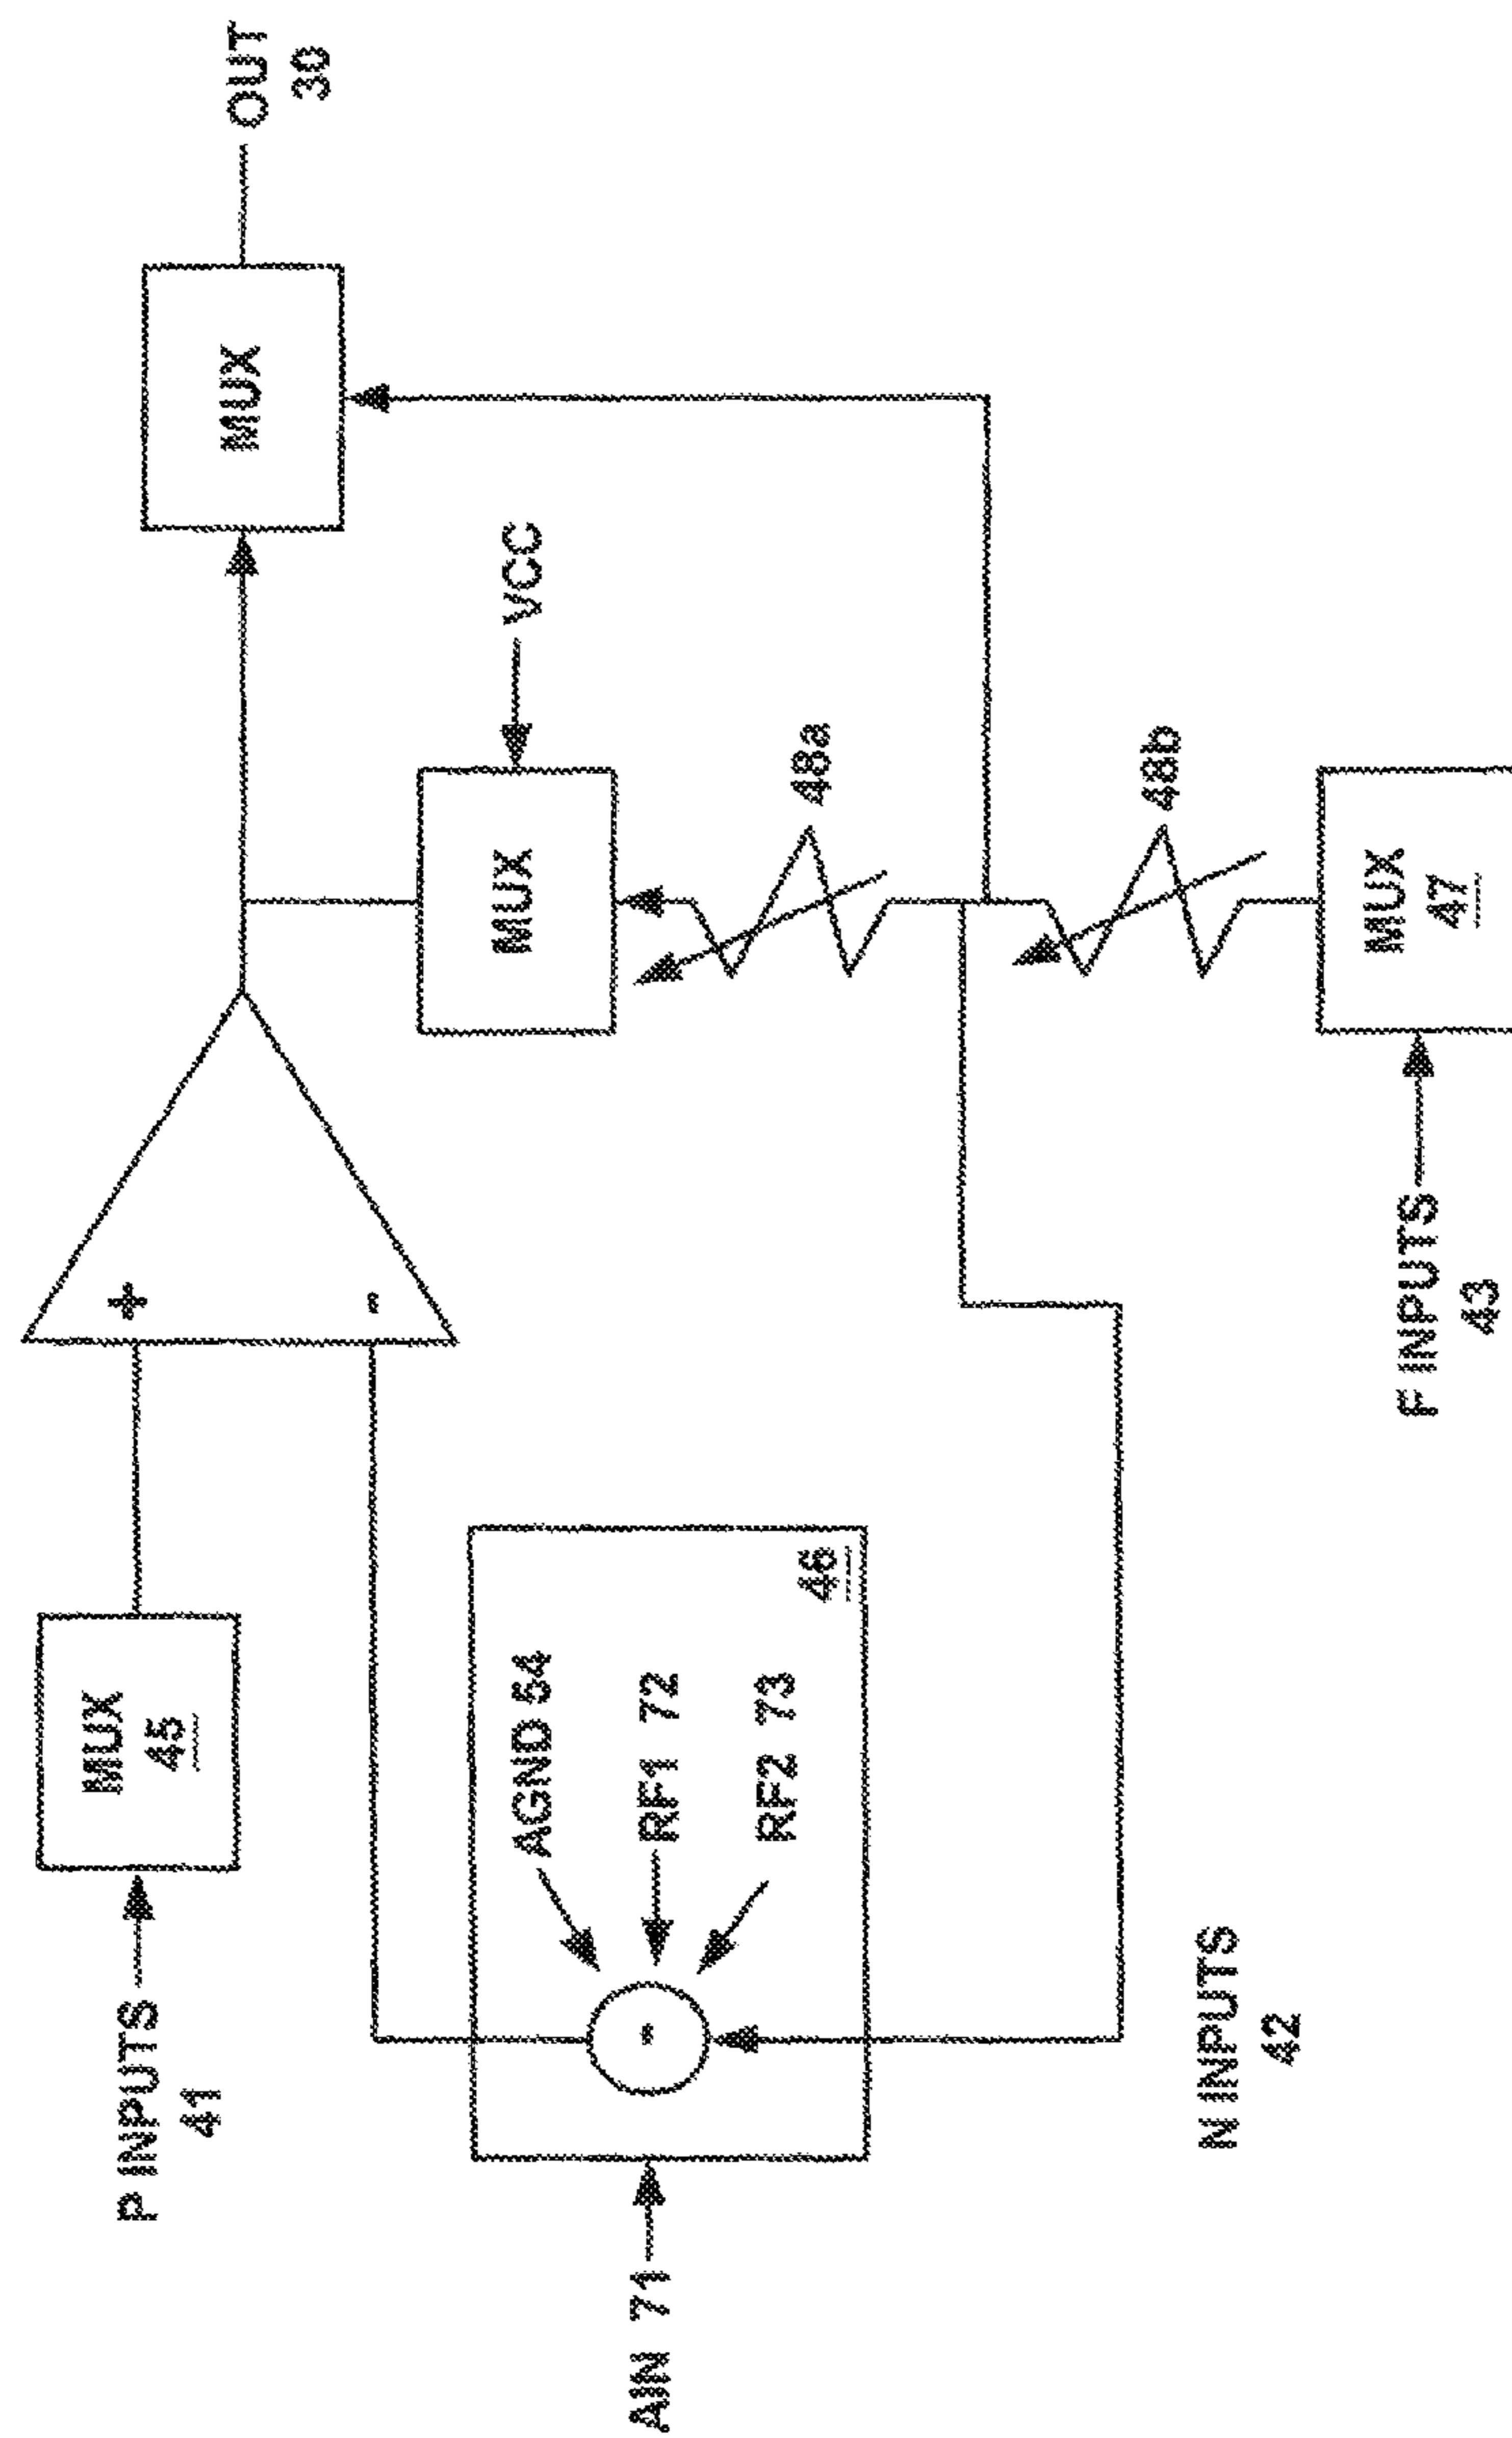 P INPUTS
41
MUX
45
+
-
MUX
OUT
30
VCC
MUX
AIN 71
AGND 54
RF1 72
RF2 73
46
48a
48b
N INPUTS
42
F INPUTS
43
MUX
47